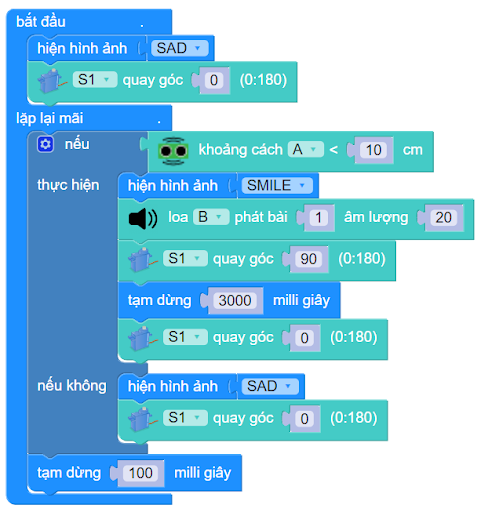 bắt đầu .
hiện hình ảnh SAD
S1 quay góc 0 (0:180)
lặp lại mãi .
nếu khoảng cách A < 10 cm
thực hiện hiện hình ảnh SMILE
loa B phát bài 1 âm lượng 20
S1 quay góc 90 (0:180)
tạm dừng 3000 milli giây
S1 quay góc 0 (0:180)
nếu không hiện hình ảnh SAD
S1 quay góc 0 (0:180)
tạm dừng 100 milli giây